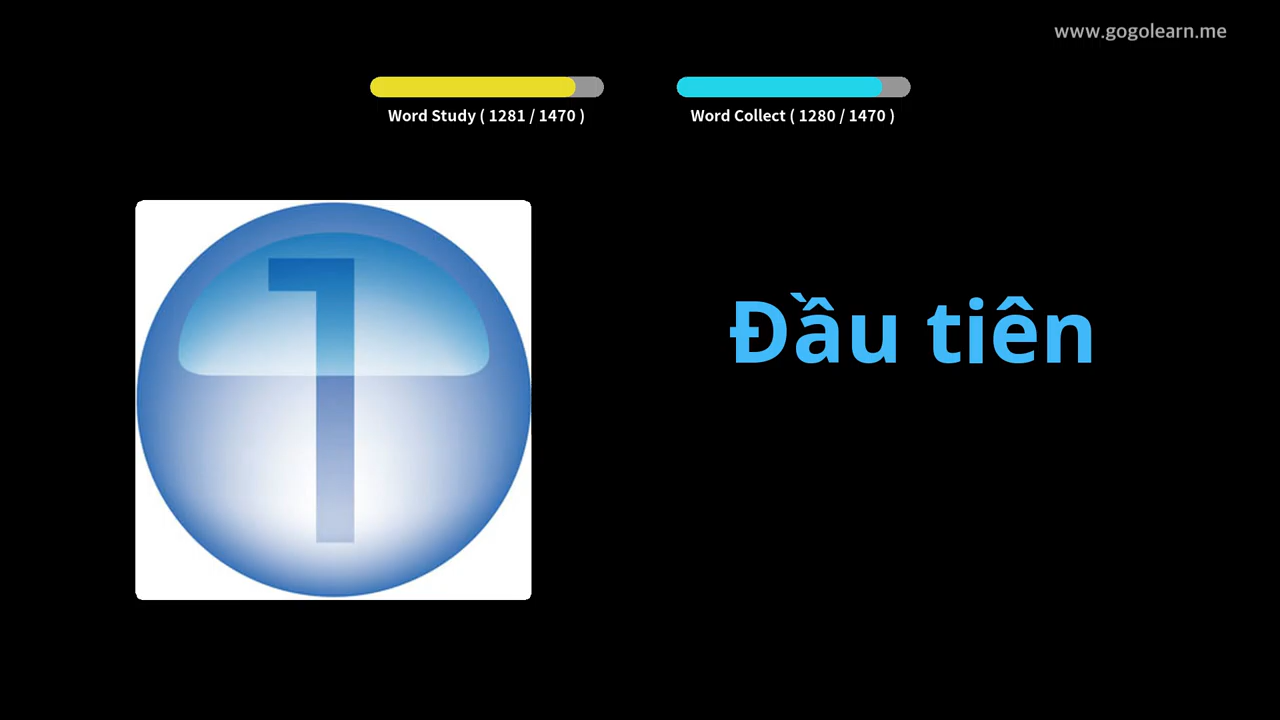 www.gogolearn.me
Word Study ( 1281 / 1470 )
Word Collect ( 1280 / 1470 )
1
Đầu tiên